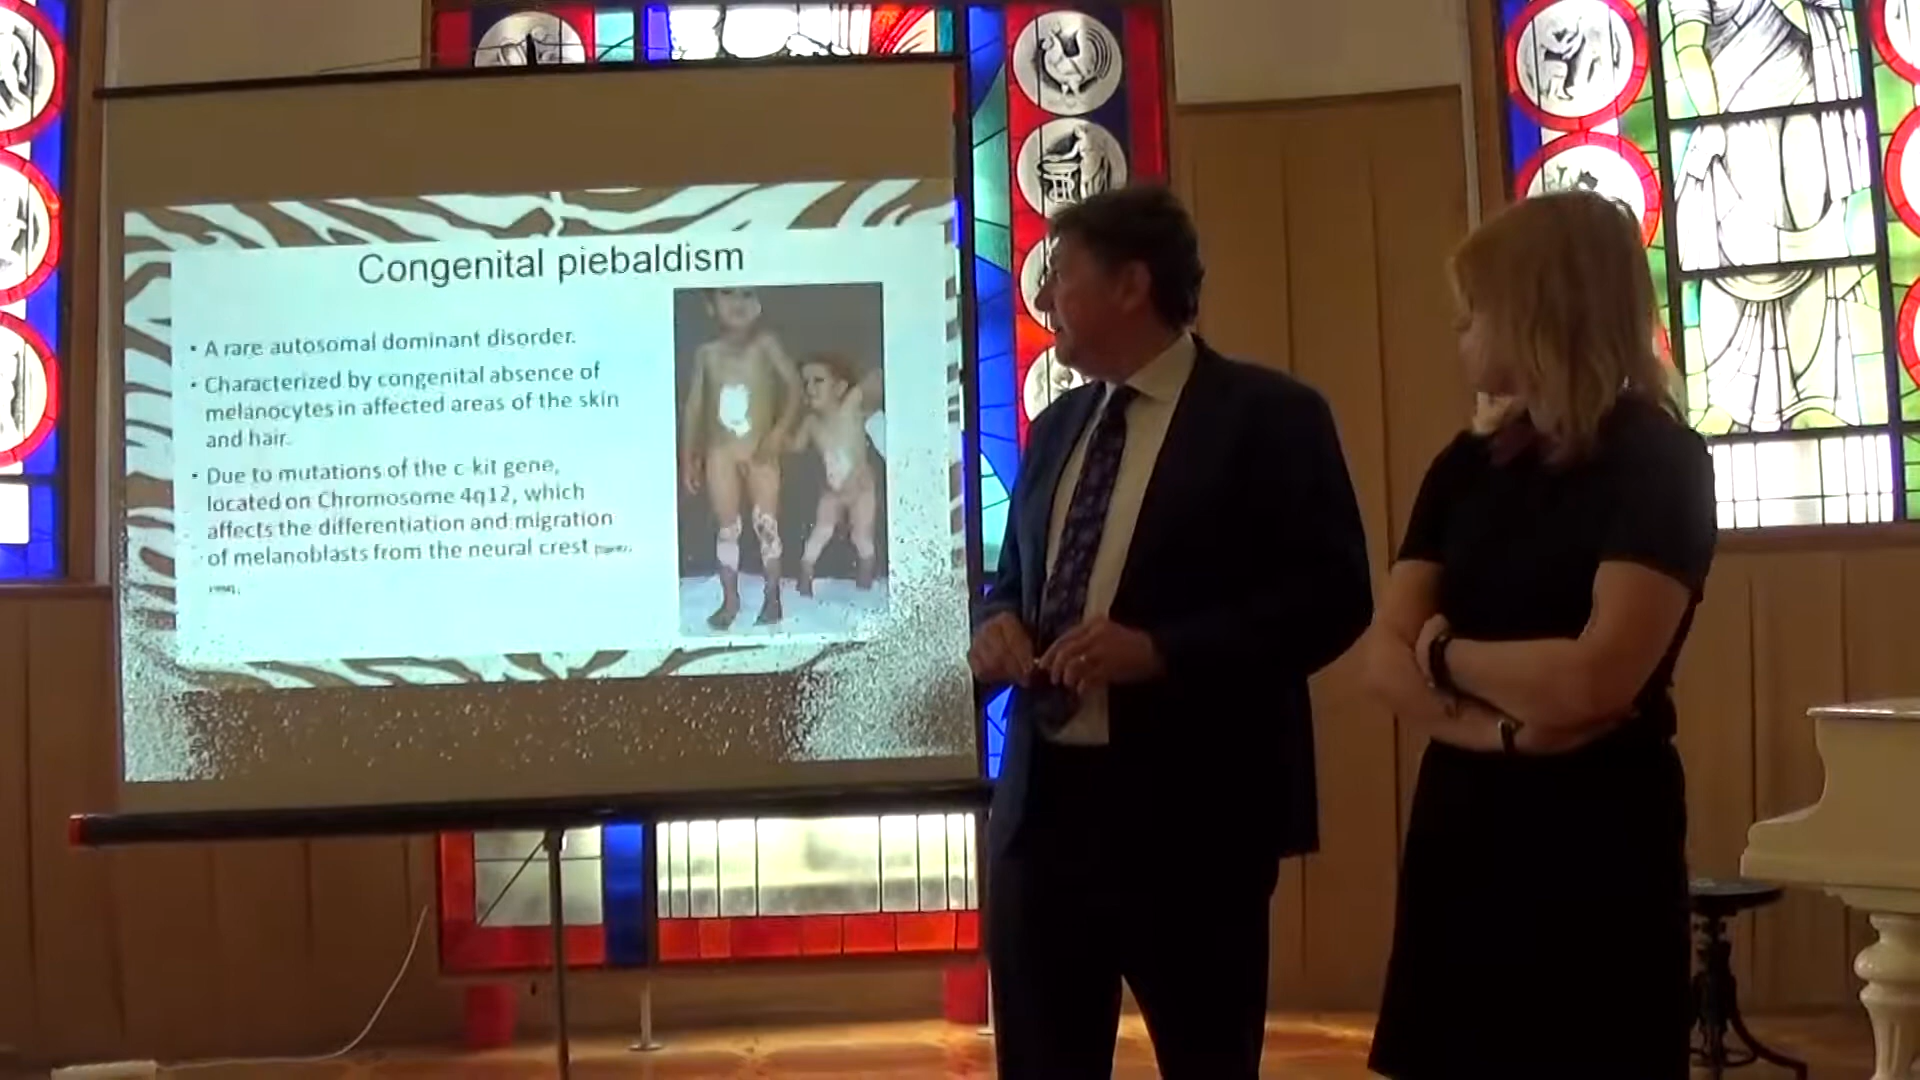 Congenital piebaldism
• A rare autosomal dominant disorder.
• Characterized by congenital absence of
melanocytes in affected areas of the skin
and hair.
• Due to mutations of the c kit gene,
located on Chromosome 4q12, which
affects the differentiation and migration
of melanoblasts from the neural crest